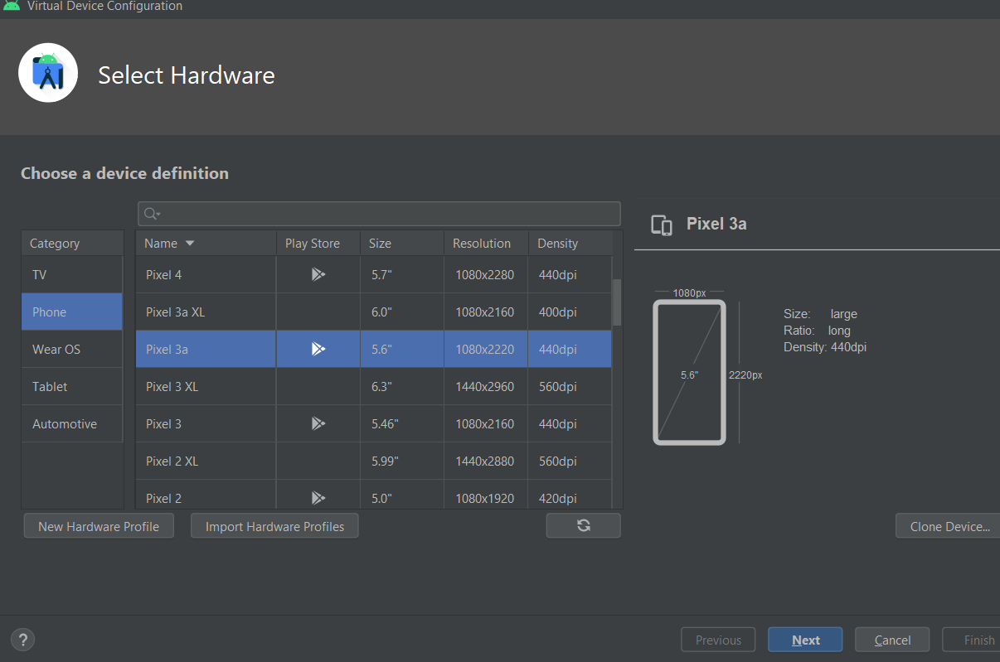 Virtual Device Configuration
Select Hardware
Choose a device definition
Category
TV
Phone
Wear OS
Tablet
Automotive
Name Play Store Size Resolution Density
Pixel 4 5.7" 1080x2280 440dpi
Pixel 3a XL 6.0" 1080x2160 400dpi
Pixel 3a 5.6" 1080x2220 440dpi
Pixel 3 XL 6.3" 1440x2960 560dpi
Pixel 3 5.46" 1080x2160 440dpi
Pixel 2 XL 5.99" 1440x2880 560dpi
Pixel 2 5.0" 1080x1920 420dpi
New Hardware Profile Import Hardware Profiles
Pixel 3a
1080px
5.6"
2220px
Size: large
Ratio: long
Density: 440dpi
Clone Device...
?
Previous Next Cancel Finish